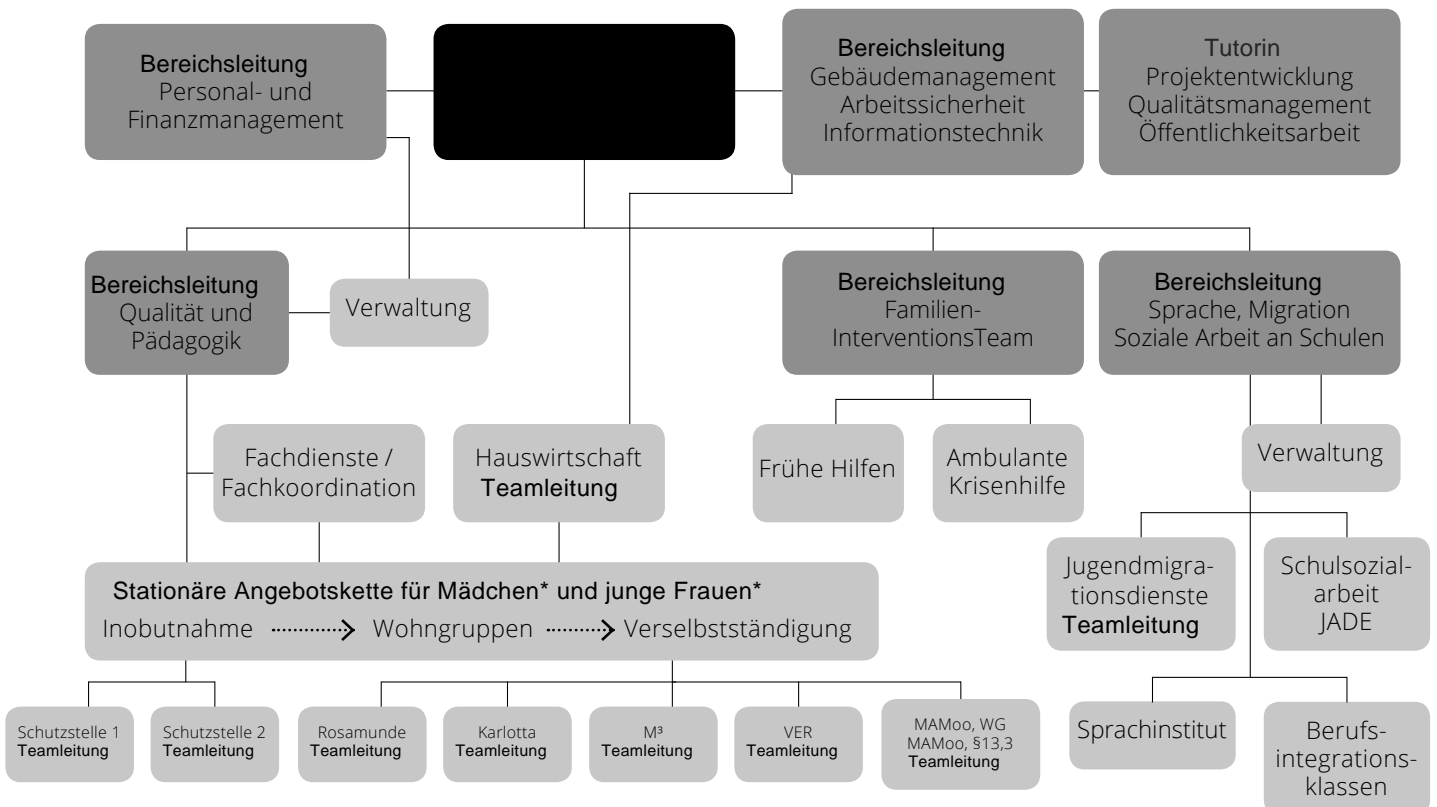 Bereichsleitung
Personal- und
Finanzmanagement
Bereichsleitung
Gebäudemanagement
Arbeitssicherheit
Informationstechnik
Tutorin
Projektentwicklung
Qualitätsmanagement
Öffentlichkeitsarbeit
Bereichsleitung
Qualität und
Pädagogik
Verwaltung
Bereichsleitung
Familien-
InterventionsTeam
Bereichsleitung
Sprache, Migration
Soziale Arbeit an Schulen
Fachdienste /
Fachkoordination
Hauswirtschaft
Teamleitung
Frühe Hilfen
Ambulante
Krisenhilfe
Verwaltung
Stationäre Angebotskette für Mädchen* und junge Frauen*
Inobutnahme Wohngruppen Verselbstständigung
Jugendmigra-
tionsdienste
Teamleitung
Schulsozial-
arbeit
JADE
Schutzstelle 1
Teamleitung
Schutzstelle 2
Teamleitung
Rosamunde
Teamleitung
Karlotta
Teamleitung
M³
Teamleitung
VER
Teamleitung
MAMoo, WG
MAMoo, §13,3
Teamleitung
Sprachinstitut
Berufs-
integrations-
klassen